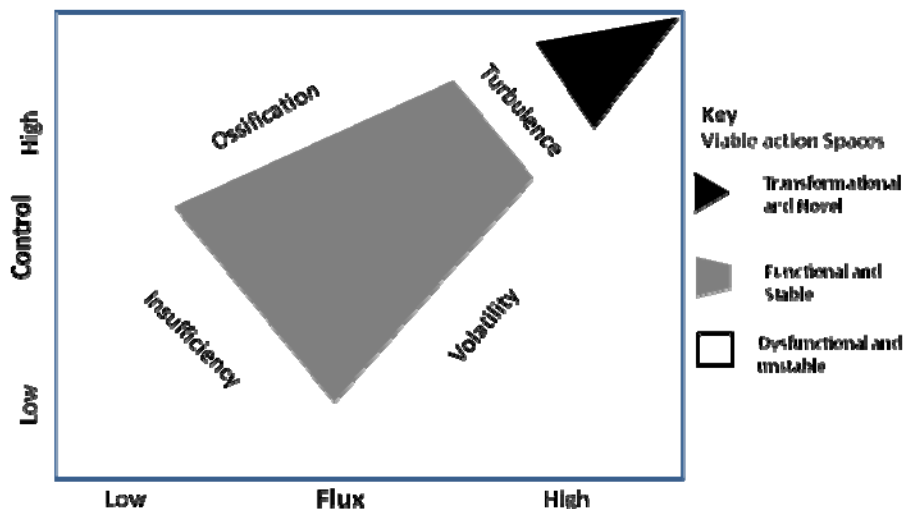 Ossification
Turbulence
Insufficiency
Volatility
High
Control
Low
Low
Flux
High
Key
Viable action Spaces
Transformational
and Novel
Functional and
Stable
Dysfunctional and
unstable